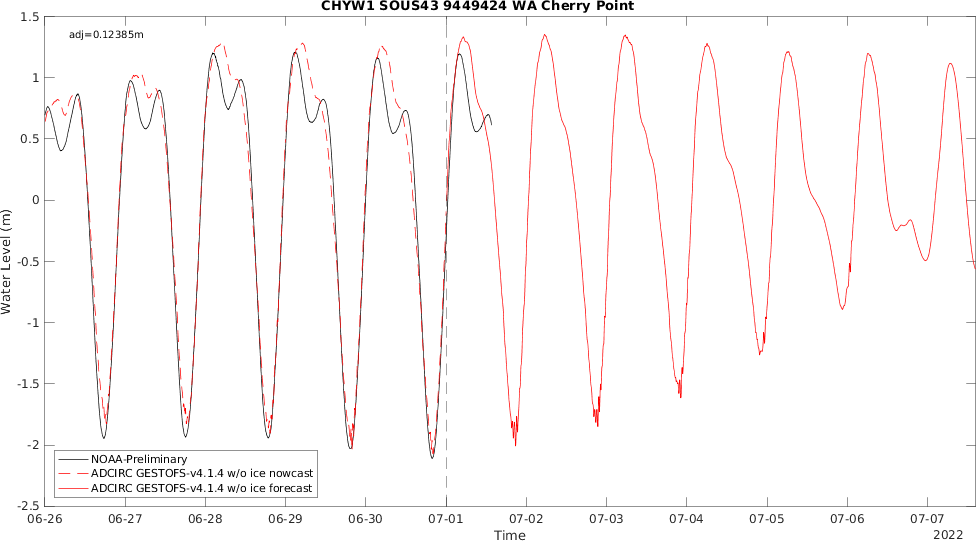 CHYW1 SOUS43 9449424 WA Cherry Point
adj=0.12385m
1.5
1
0.5
0
-0.5
-1
-1.5
-2
-2.5
Water Level (m)
NOAA-Preliminary
ADCIRC GESTOFS-v4.1.4 w/o ice nowcast
ADCIRC GESTOFS-v4.1.4 w/o ice forecast
06-26 06-27 06-28 06-29 06-30 07-01 07-02 07-03 07-04 07-05 07-06 07-07
Time
2022